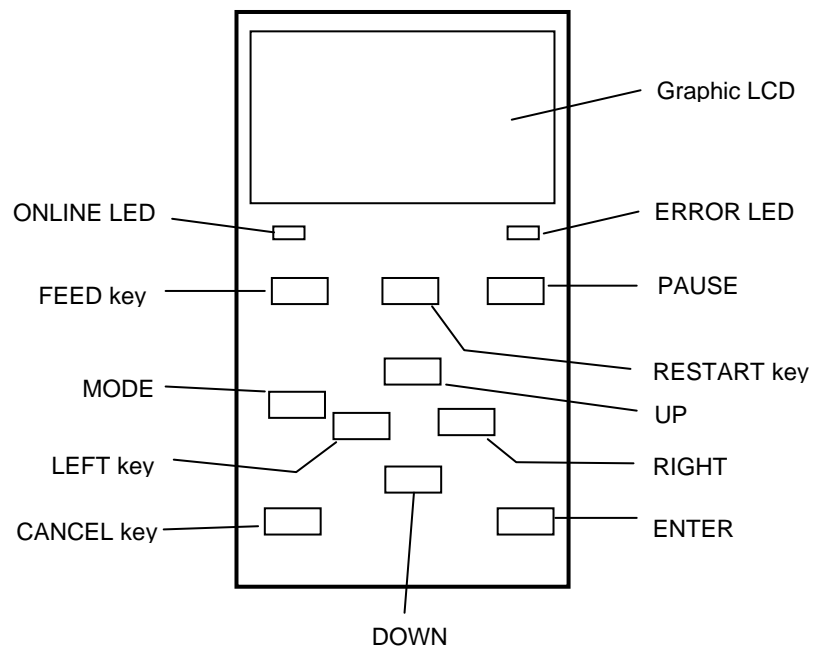 Graphic LCD
ONLINE LED
ERROR LED
FEED key
PAUSE
RESTART key
MODE
UP
LEFT key
RIGHT
CANCEL key
ENTER
DOWN